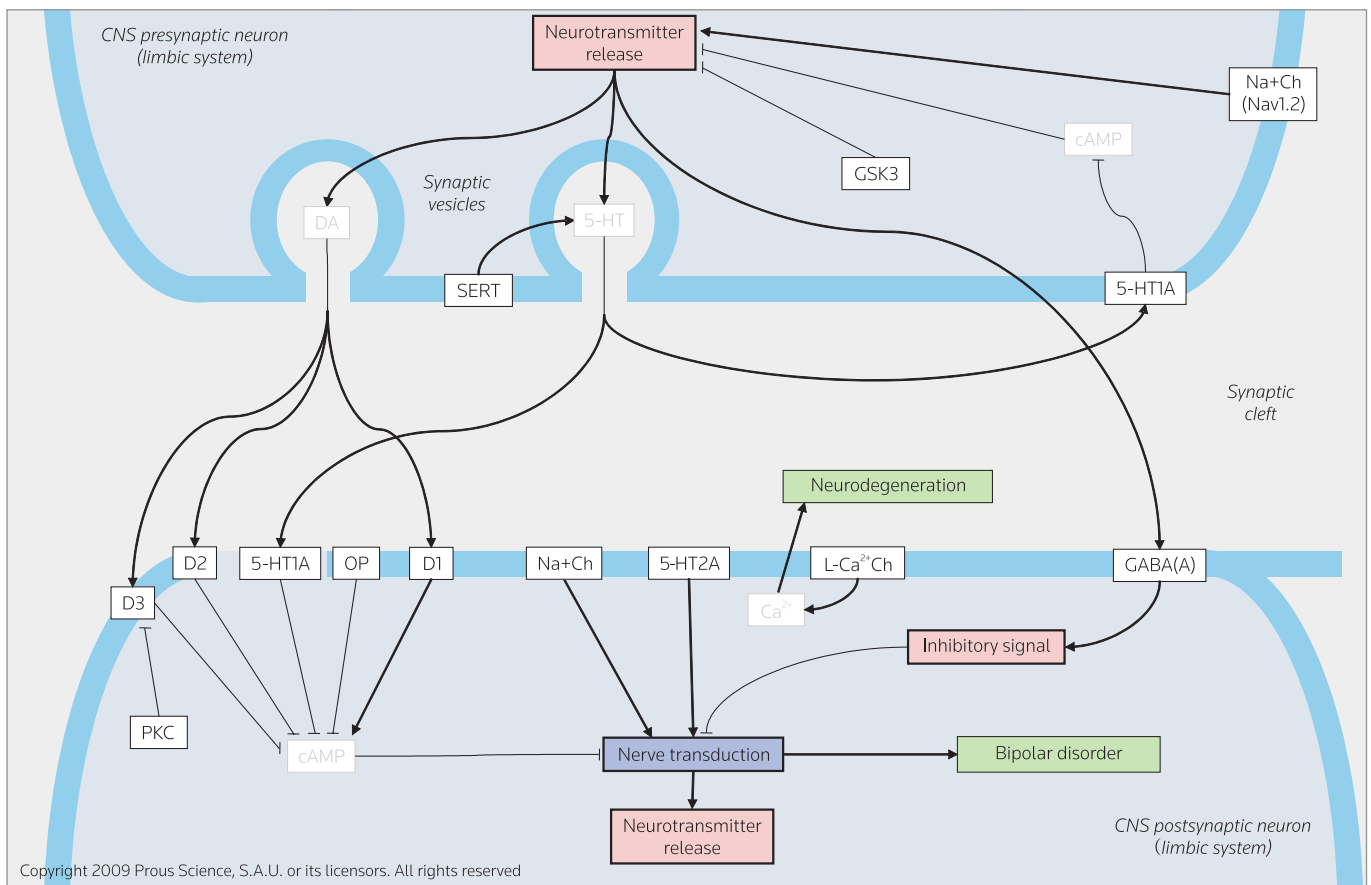 CNS presynaptic neuron
(limbic system)
Neurotransmitter
release
Na+Ch
(Nav1.2)
cAMP
GSK3
Synaptic
vesicles
DA
5-HT
SERT
5-HT1A
Synaptic
cleft
Neurodegeneration
D2
5-HT1A
OP
D1
Na+Ch
5-HT2A
L-Ca²⁺Ch
GABA(A)
D3
Ca²⁺
Inhibitory signal
PKC
cAMP
Nerve transduction
Bipolar disorder
Neurotransmitter
release
CNS postsynaptic neuron
(limbic system)
Copyright 2009 Prous Science, S.A.U. or its licensors. All rights reserved